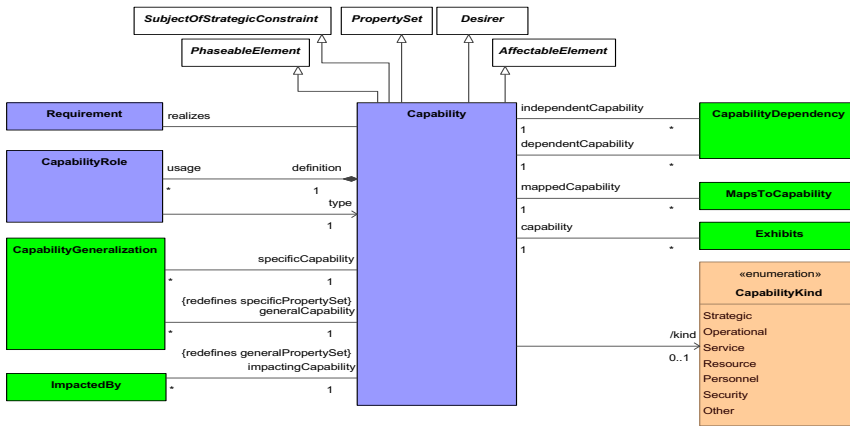 SubjectOfStrategicConstraint
PropertySet
Desirer
PhaseableElement
AffectableElement
Requirement
realizes
Capability
independentCapability
1
*
CapabilityDependency
dependentCapability
1
*
CapabilityRole
usage
definition
*
1
type
1
mappedCapability
1
*
MapsToCapability
capability
1
*
Exhibits
CapabilityGeneralization
specificCapability
*
1
{redefines specificPropertySet}
generalCapability
*
1
{redefines generalPropertySet}
impactingCapability
*
1
ImpactedBy
/kind
0..1
«enumeration»
CapabilityKind
Strategic
Operational
Service
Resource
Personnel
Security
Other